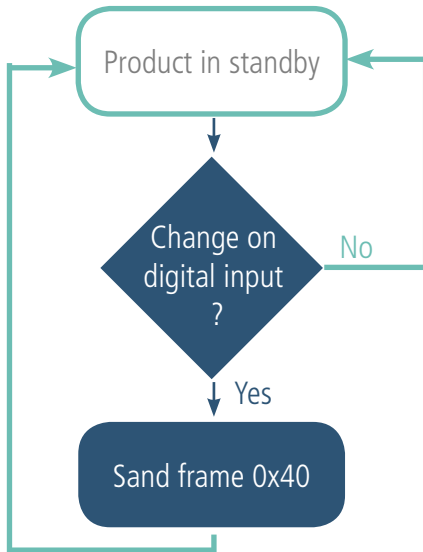 Product in standby
Change on
digital input
?
No
Yes
Sand frame 0x40